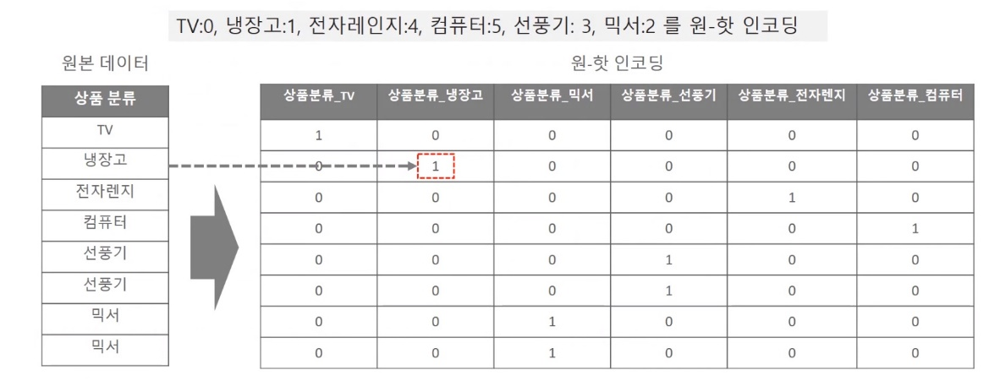 TV:0, 냉장고:1, 전자레인지:4, 컴퓨터:5, 선풍기: 3, 믹서:2 를 원-핫 인코딩
원본 데이터
상품 분류
TV
냉장고
전자렌지
컴퓨터
선풍기
선풍기
믹서
믹서
원-핫 인코딩
상품분류_TV 상품분류_냉장고 상품분류_믹서 상품분류_선풍기 상품분류_전자렌지 상품분류_컴퓨터
1 0 0 0 0 0
0 1 0 0 0 0
0 0 0 0 1 0
0 0 0 0 0 1
0 0 0 1 0 0
0 0 0 1 0 0
0 0 1 0 0 0
0 0 1 0 0 0